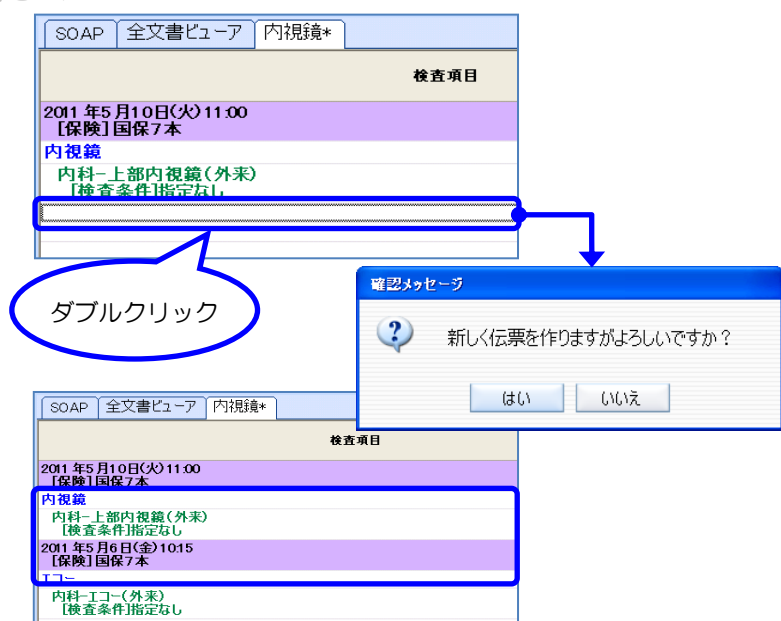 SOAP 全文書ビューア 内視鏡*
検査項目
2011 年5月10日(火)11:00
[保険]国保7本
内視鏡
内科-上部内視鏡(外来)
[検査条件]指定なし
ダブルクリック
確認メッセージ
新しく伝票を作りますがよろしいですか?
はい いいえ
SOAP 全文書ビューア 内視鏡*
検査項目
2011 年5月10日(火)11:00
[保険]国保7本
内視鏡
内科-上部内視鏡(外来)
[検査条件]指定なし
2011 年5月6日(金)10:15
[保険]国保7本
エコー
内科-エコー(外来)
[検査条件]指定なし